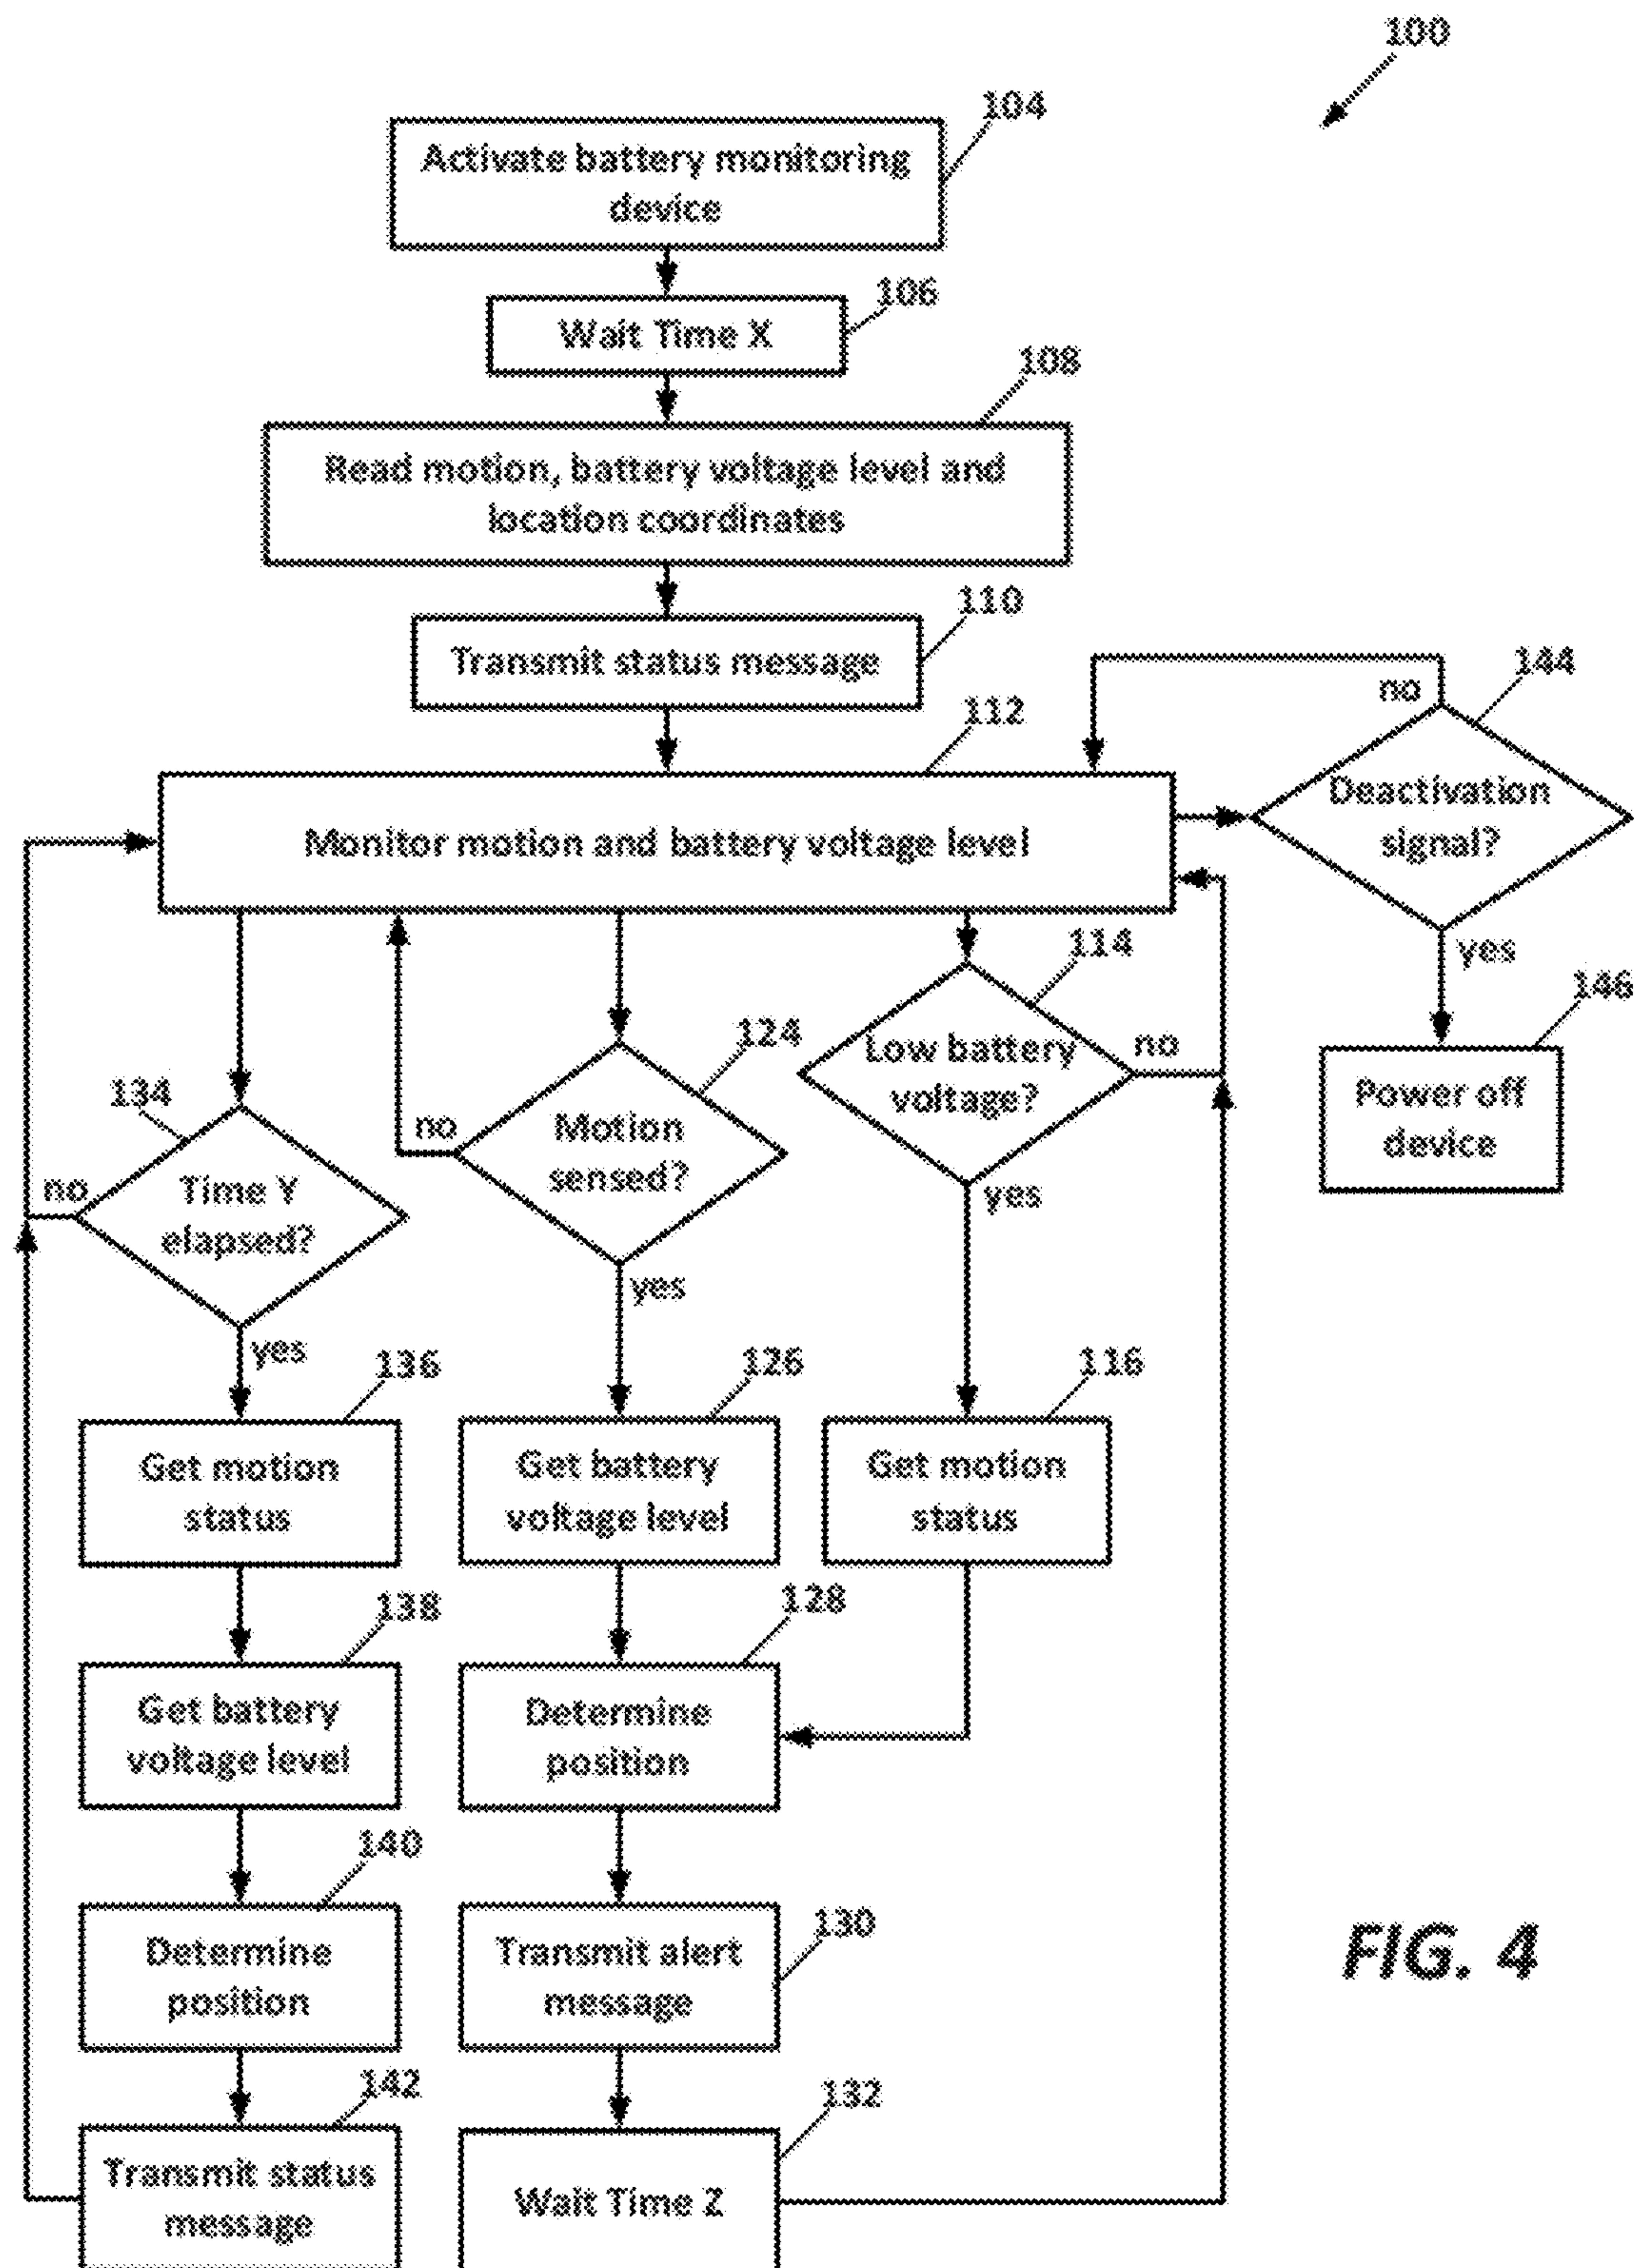 100
104
Activate battery monitoring
device
106
Wait Time X
108
Read motion, battery voltage level and
location coordinates
110
Transmit status message
112
Monitor motion and battery voltage level
no
144
Deactivation
signal?
yes
146
Power off
device
114
Low battery
voltage?
no
yes
124
Motion
sensed?
no
yes
134
Time Y
elapsed?
no
yes
136
Get motion
status
126
Get battery
voltage level
116
Get motion
status
138
Get battery
voltage level
128
Determine
position
140
Determine
position
130
Transmit alert
message
142
Transmit status
message
132
Wait Time Z
FIG. 4